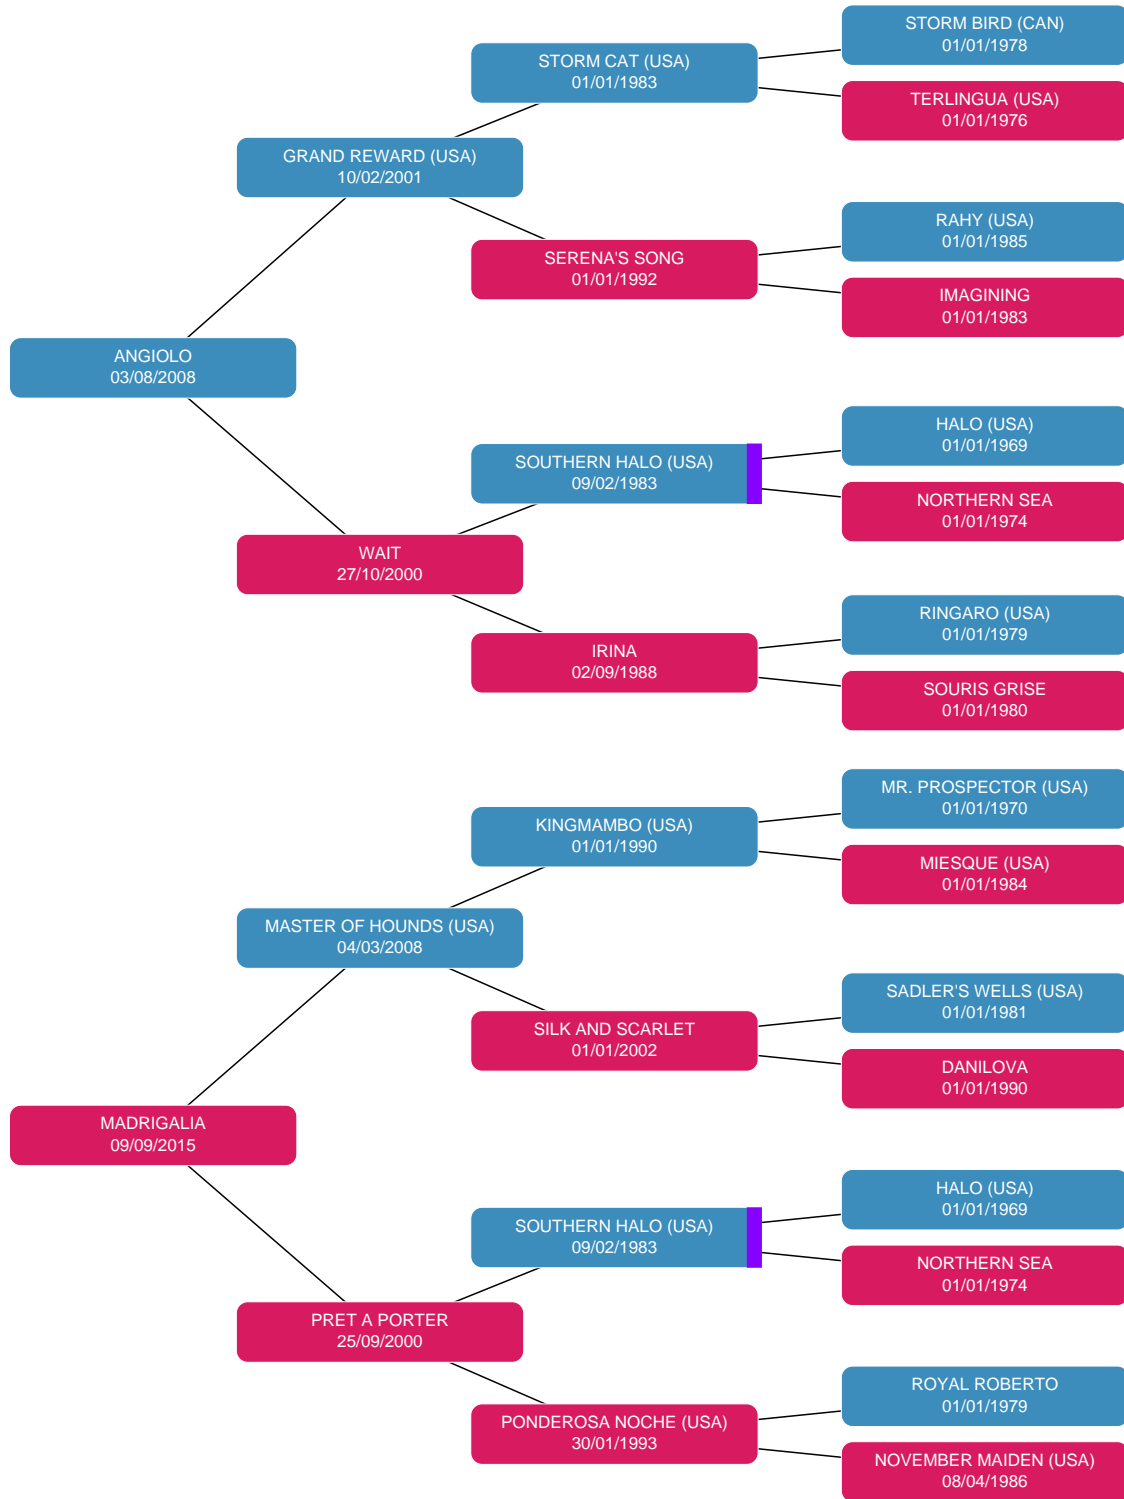 STORM BIRD (CAN)
01/01/1978
STORM CAT (USA)
01/01/1983
TERLINGUA (USA)
01/01/1976
GRAND REWARD (USA)
10/02/2001
RAHY (USA)
01/01/1985
SERENA'S SONG
01/01/1992
IMAGINING
01/01/1983
ANGIOLO
03/08/2008
HALO (USA)
01/01/1969
SOUTHERN HALO (USA)
09/02/1983
NORTHERN SEA
01/01/1974
WAIT
27/10/2000
RINGARO (USA)
01/01/1979
IRINA
02/09/1988
SOURIS GRISE
01/01/1980
MR. PROSPECTOR (USA)
01/01/1970
KINGMAMBO (USA)
01/01/1990
MIESQUE (USA)
01/01/1984
MASTER OF HOUNDS (USA)
04/03/2008
SADLER'S WELLS (USA)
01/01/1981
SILK AND SCARLET
01/01/2002
DANILOVA
01/01/1990
MADRIGALIA
09/09/2015
HALO (USA)
01/01/1969
SOUTHERN HALO (USA)
09/02/1983
NORTHERN SEA
01/01/1974
PRET A PORTER
25/09/2000
ROYAL ROBERTO
01/01/1979
PONDEROSA NOCHE (USA)
30/01/1993
NOVEMBER MAIDEN (USA)
08/04/1986